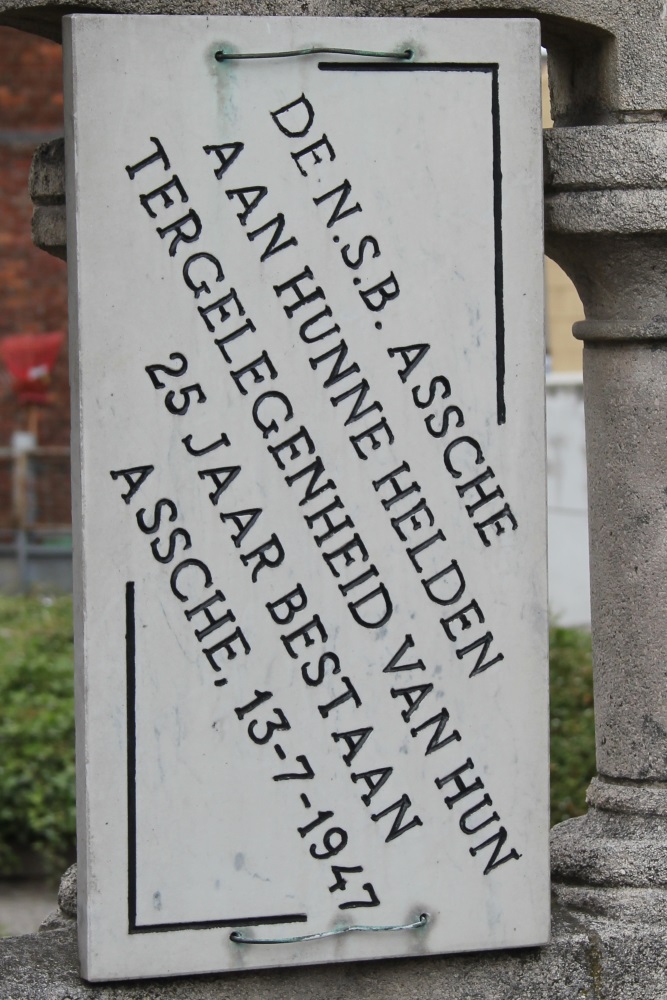 DE N.S.B. ASSCHE
AAN HUNNE HELDEN
TERGELEGENHEID VAN HUN
25 JAAR BESTAAN
ASSCHE, 13-7-1947